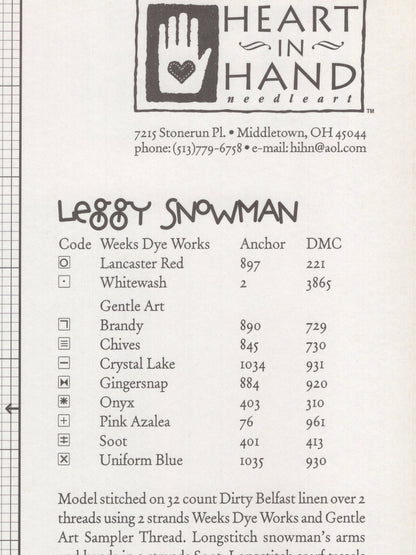 HEART
IN
HAND
needleart
TM
7215 Stonerun Pl. • Middletown, OH 45044
phone: (513)779-6758 • e-mail: hihn@aol.com
Leggy Snowman
Code Weeks Dye Works Anchor DMC
Lancaster Red 897 221
Whitewash 2 3865
Gentle Art
Brandy 890 729
Chives 845 730
Crystal Lake 1034 931
Gingersnap 884 920
Onyx 403 310
Pink Azalea 76 961
Soot 401 413
Uniform Blue 1035 930
Model stitched on 32 count Dirty Belfast linen over 2
threads using 2 strands Weeks Dye Works and Gentle
Art Sampler Thread. Longstitch snowman's arms